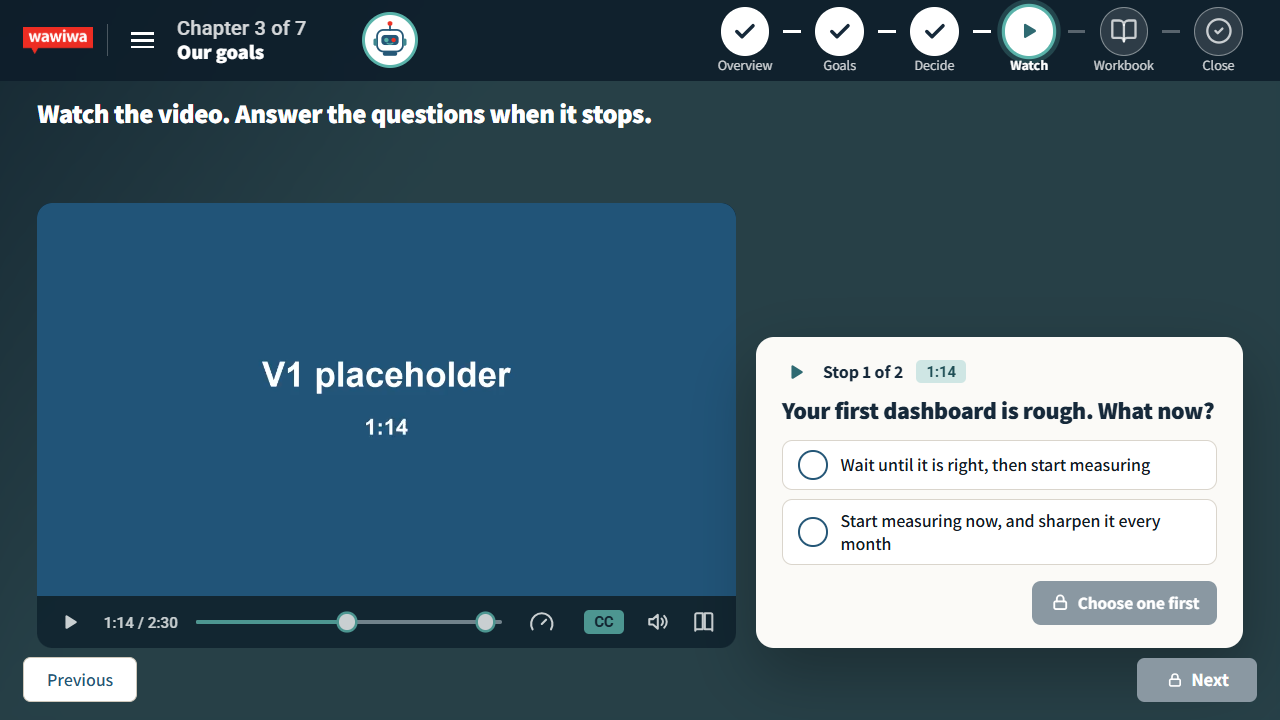 wawiwa
Chapter 3 of 7
Our goals
Overview
Goals
Decide
Watch
Workbook
Close
Watch the video. Answer the questions when it stops.
V1 placeholder
1:14
1:14 / 2:30
CC
Stop 1 of 2
1:14
Your first dashboard is rough. What now?
Wait until it is right, then start measuring
Start measuring now, and sharpen it every
month
Choose one first
Previous
Next